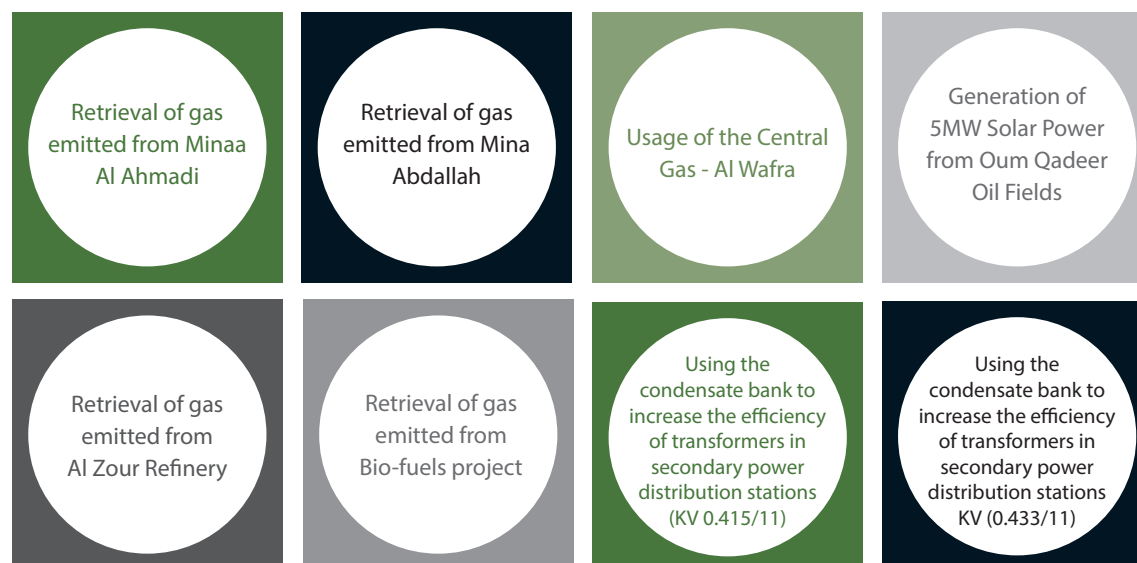 Retrieval of gas
emitted from Minaa
Al Ahmadi
Retrieval of gas
emitted from Mina
Abdallah
Usage of the Central
Gas - Al Wafra
Generation of
5MW Solar Power
from Oum Qadeer
Oil Fields
Retrieval of gas
emitted from
Al Zour Refinery
Retrieval of gas
emitted from
Bio-fuels project
Using the
condensate bank to
increase the efficiency
of transformers in
secondary power
distribution stations
(KV 0.415/11)
Using the
condensate bank to
increase the efficiency
of transformers in
secondary power
distribution stations
KV (0.433/11)